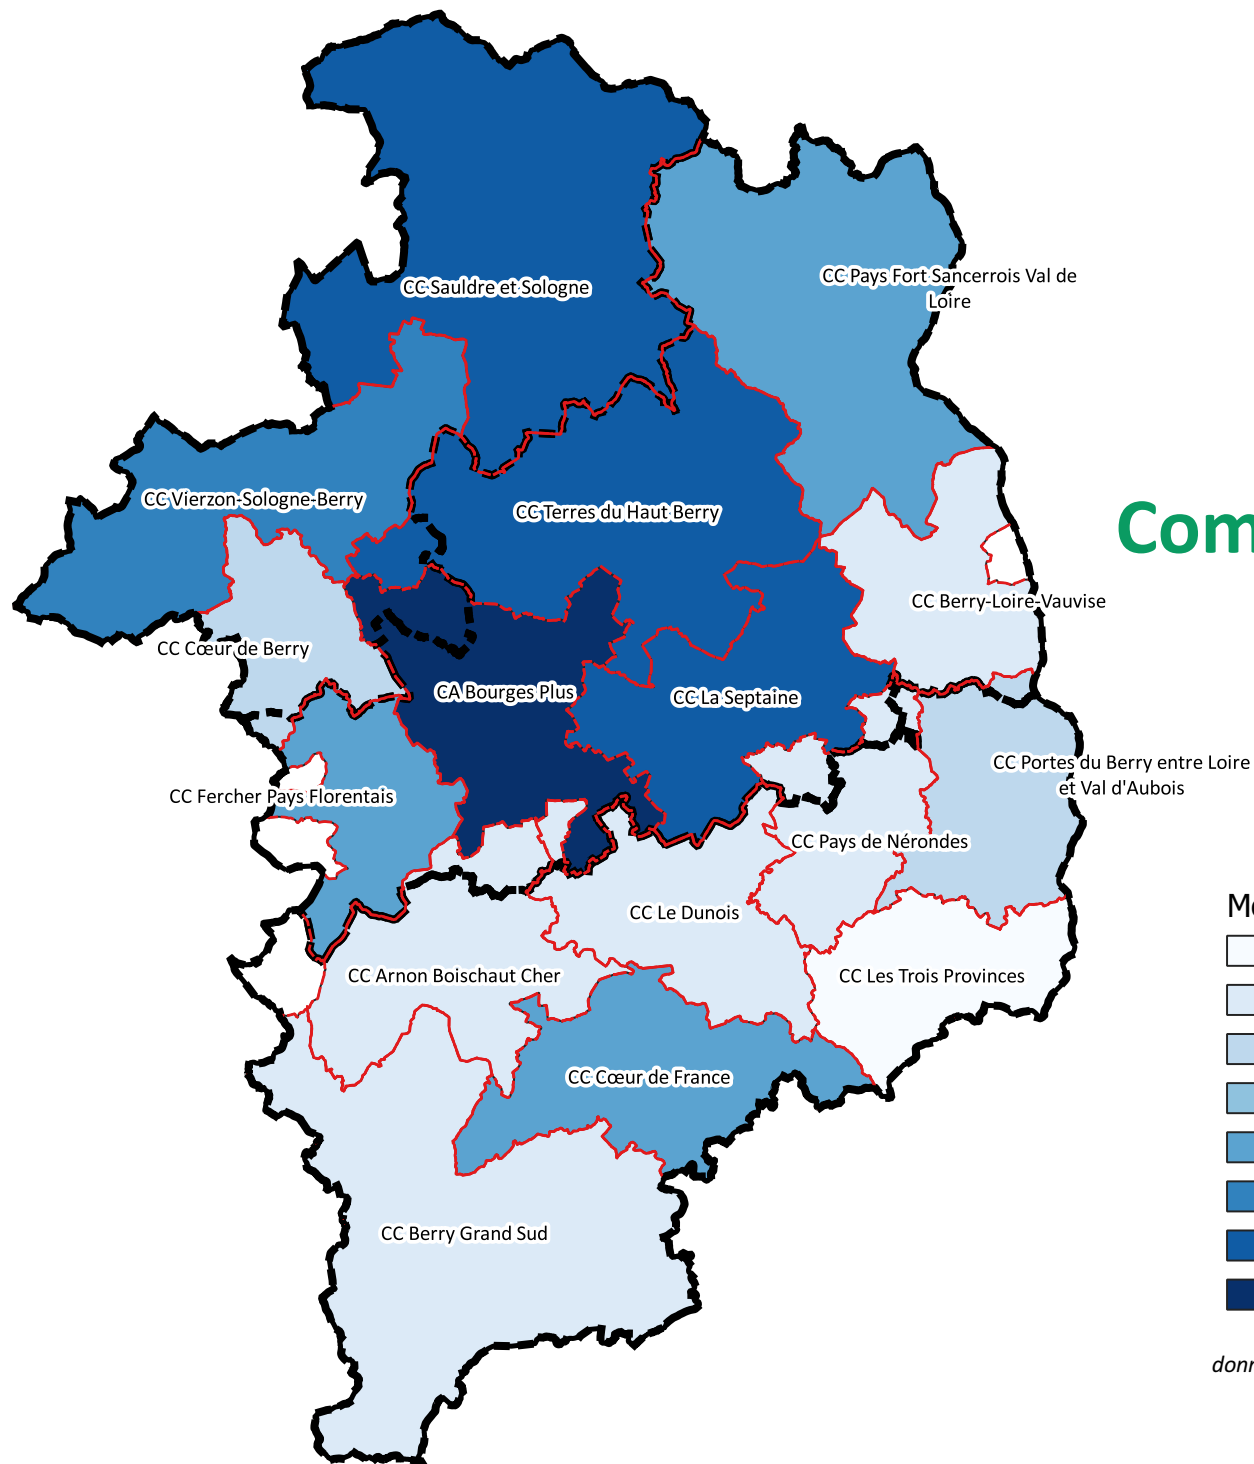 CC Sauldre et Sologne
CC Pays Fort Sancerrois Val de
Loire
CC Vierzon-Sologne-Berry
CC Terres du Haut Berry
Com
CC Berry-Loire-Vauvise
CC Cœur de Berry
CA Bourges Plus
CC La Septaine
CC Portes du Berry entre Loire
et Val d'Aubois
CC Fercher Pays Florentais
CC Pays de Nérondes
CC Le Dunois
CC Arnon Boischaut Cher
CC Les Trois Provinces
CC Cœur de France
CC Berry Grand Sud
donn